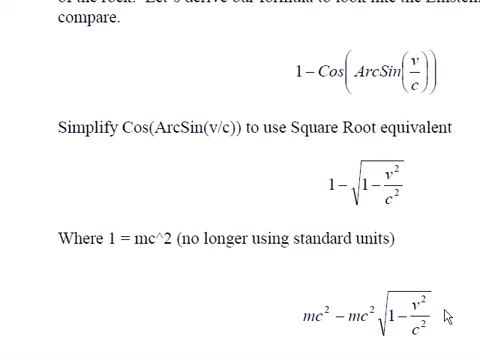 compare.
1 − Cos(ArcSin(v/c))
Simplify Cos(ArcSin(v/c)) to use Square Root equivalent
1 − √(1 − v²/c²)
Where 1 = mc^2 (no longer using standard units)
mc² − mc² √(1 − v²/c²)